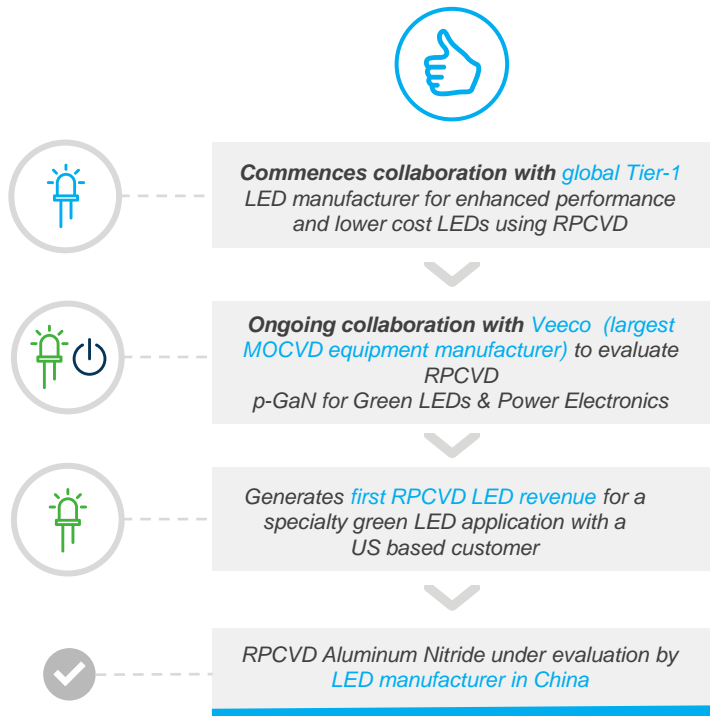 Commences collaboration with global Tier-1
LED manufacturer for enhanced performance
and lower cost LEDs using RPCVD
Ongoing collaboration with Veeco (largest
MOCVD equipment manufacturer) to evaluate
RPCVD
p-GaN for Green LEDs & Power Electronics
Generates first RPCVD LED revenue for a
specialty green LED application with a
US based customer
RPCVD Aluminum Nitride under evaluation by
LED manufacturer in China